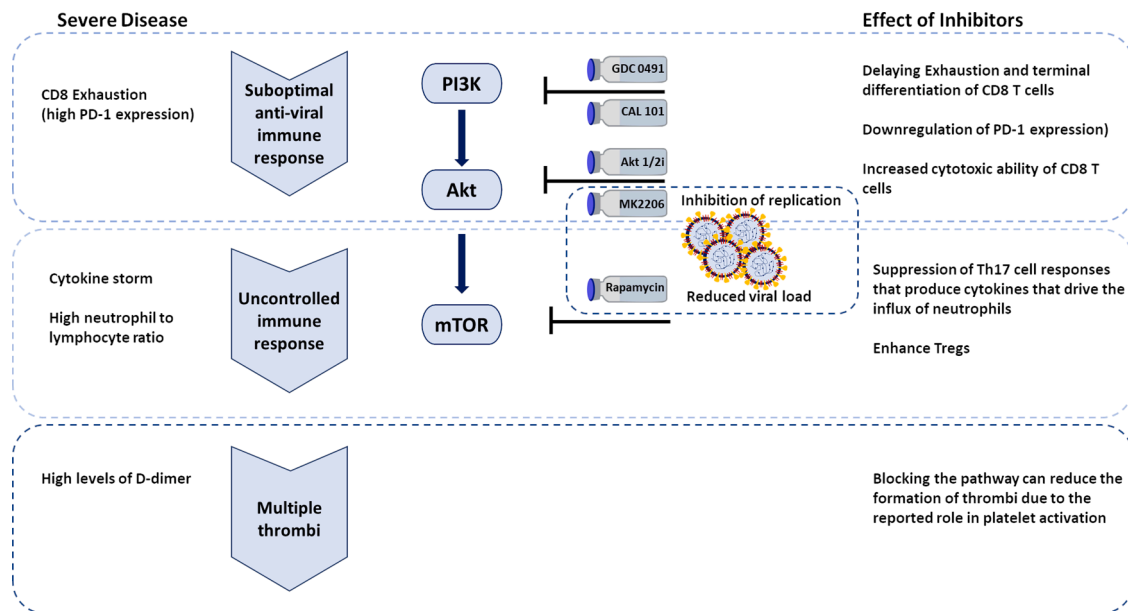 Severe Disease
Effect of Inhibitors
CD8 Exhaustion
(high PD-1 expression)
Suboptimal
anti-viral
immune
response
PI3K
Akt
GDC 0491
CAL 101
Akt 1/2i
MK2206
Delaying Exhaustion and terminal
differentiation of CD8 T cells
Downregulation of PD-1 expression)
Increased cytotoxic ability of CD8 T
cells
Inhibition of replication
Reduced viral load
Cytokine storm
High neutrophil to
lymphocyte ratio
Uncontrolled
immune
response
mTOR
Rapamycin
Suppression of Th17 cell responses
that produce cytokines that drive the
influx of neutrophils
Enhance Tregs
High levels of D-dimer
Multiple
thrombi
Blocking the pathway can reduce the
formation of thrombi due to the
reported role in platelet activation